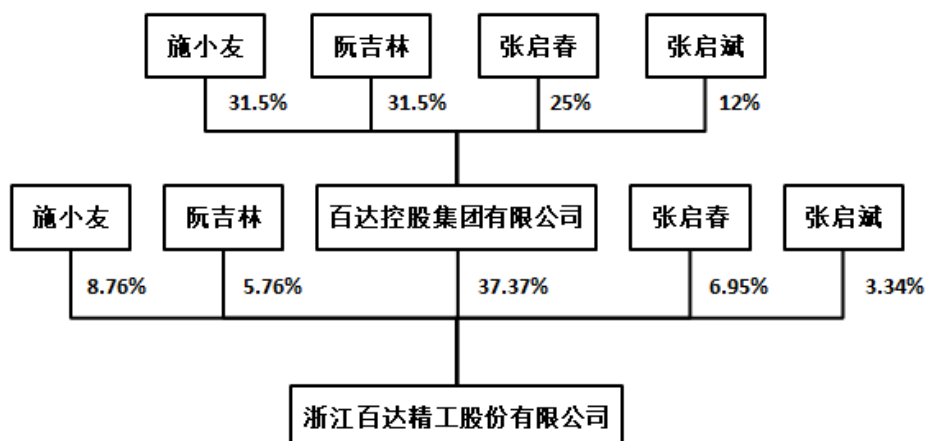 施小友 阮吉林 张启春 张启斌
31.5% 31.5% 25% 12%
施小友 阮吉林 百达控股集团有限公司 张启春 张启斌
8.76% 5.76% 37.37% 6.95% 3.34%
浙江百达精工股份有限公司